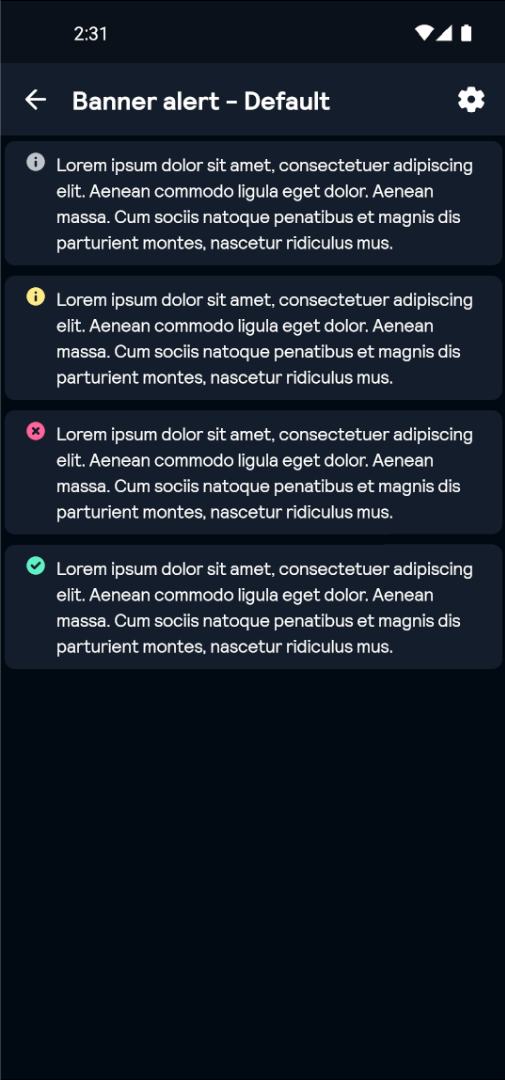 2:31
Banner alert - Default
Lorem ipsum dolor sit amet, consectetuer adipiscing
elit. Aenean commodo ligula eget dolor. Aenean
massa. Cum sociis natoque penatibus et magnis dis
parturient montes, nascetur ridiculus mus.
Lorem ipsum dolor sit amet, consectetuer adipiscing
elit. Aenean commodo ligula eget dolor. Aenean
massa. Cum sociis natoque penatibus et magnis dis
parturient montes, nascetur ridiculus mus.
Lorem ipsum dolor sit amet, consectetuer adipiscing
elit. Aenean commodo ligula eget dolor. Aenean
massa. Cum sociis natoque penatibus et magnis dis
parturient montes, nascetur ridiculus mus.
Lorem ipsum dolor sit amet, consectetuer adipiscing
elit. Aenean commodo ligula eget dolor. Aenean
massa. Cum sociis natoque penatibus et magnis dis
parturient montes, nascetur ridiculus mus.